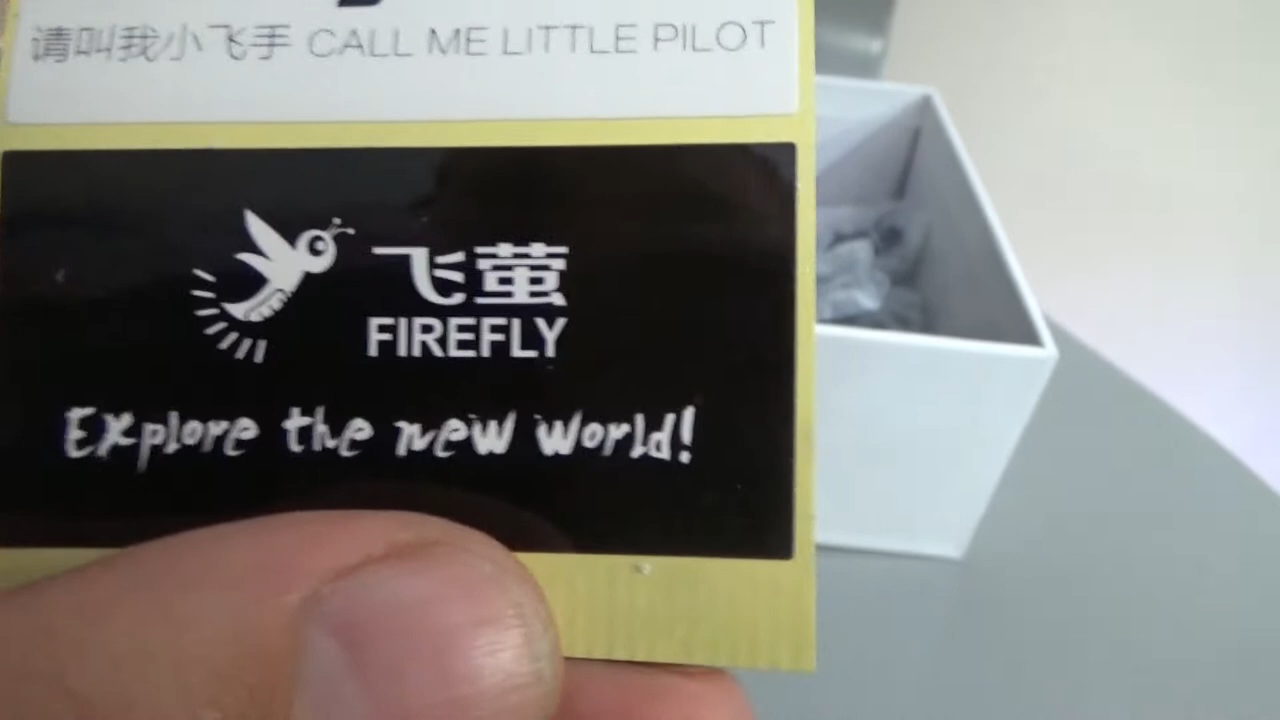 请叫我小飞手 CALL ME LITTLE PILOT
飞萤
FIREFLY
Explore the new world!